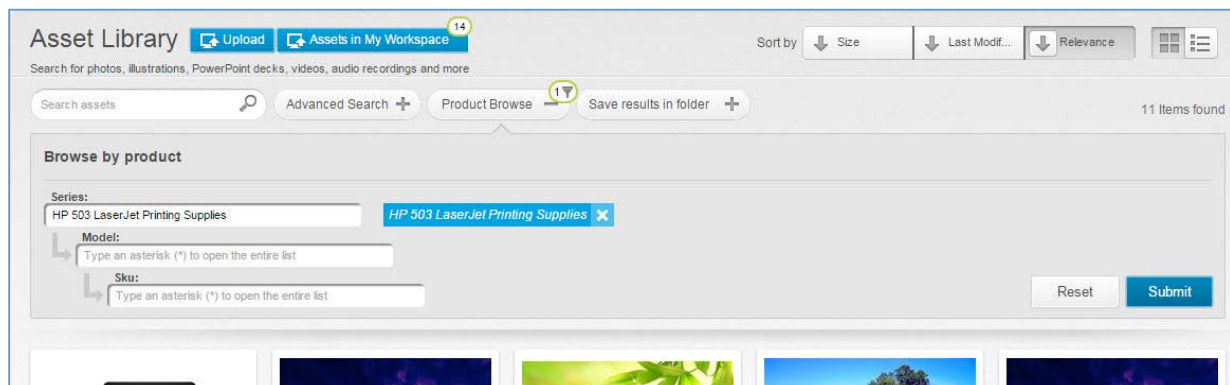 Asset Library Upload Assets in My Workspace 14 Sort by Size Last Modif... Relevance
Search for photos, illustrations, PowerPoint decks, videos, audio recordings and more
Search assets Advanced Search Product Browse 1 Save results in folder 11 Items found
Browse by product
Series:
HP 503 LaserJet Printing Supplies HP 503 LaserJet Printing Supplies
Model:
Type an asterisk (*) to open the entire list
Sku:
Type an asterisk (*) to open the entire list
Reset Submit